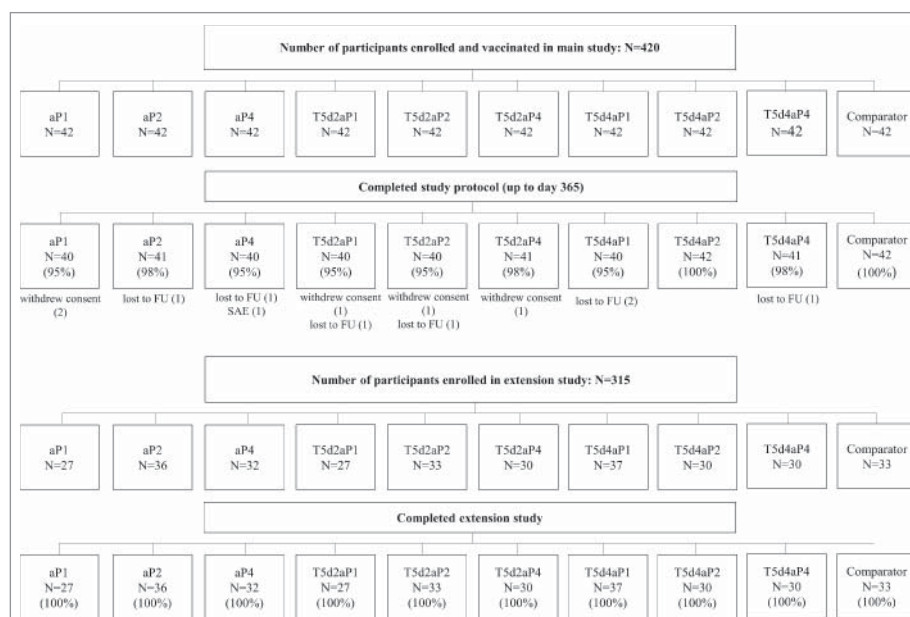 Number of participants enrolled and vaccinated in main study: N=420
aP1
N=42
aP2
N=42
aP4
N=42
T5d2aP1
N=42
T5d2aP2
N=42
T5d2aP4
N=42
T5d4aP1
N=42
T5d4aP2
N=42
T5d4aP4
N=42
Comparator
N=42
Completed study protocol (up to day 365)
aP1
N=40
(95%)
withdrew consent
(2)
aP2
N=41
(98%)
lost to FU (1)
aP4
N=40
(95%)
lost to FU (1)
SAE (1)
T5d2aP1
N=40
(95%)
withdrew consent
(1)
lost to FU (1)
T5d2aP2
N=40
(95%)
withdrew consent
(1)
lost to FU (1)
T5d2aP4
N=41
(98%)
withdrew consent
(1)
T5d4aP1
N=40
(95%)
lost to FU (2)
T5d4aP2
N=42
(100%)
T5d4aP4
N=41
(98%)
lost to FU (1)
Comparator
N=42
(100%)
Number of participants enrolled in extension study: N=315
aP1
N=27
aP2
N=36
aP4
N=32
T5d2aP1
N=27
T5d2aP2
N=33
T5d2aP4
N=30
T5d4aP1
N=37
T5d4aP2
N=30
T5d4aP4
N=30
Comparator
N=33
Completed extension study
aP1
N=27
(100%)
aP2
N=36
(100%)
aP4
N=32
(100%)
T5d2aP1
N=27
(100%)
T5d2aP2
N=33
(100%)
T5d2aP4
N=30
(100%)
T5d4aP1
N=37
(100%)
T5d4aP2
N=30
(100%)
T5d4aP4
N=30
(100%)
Comparator
N=33
(100%)